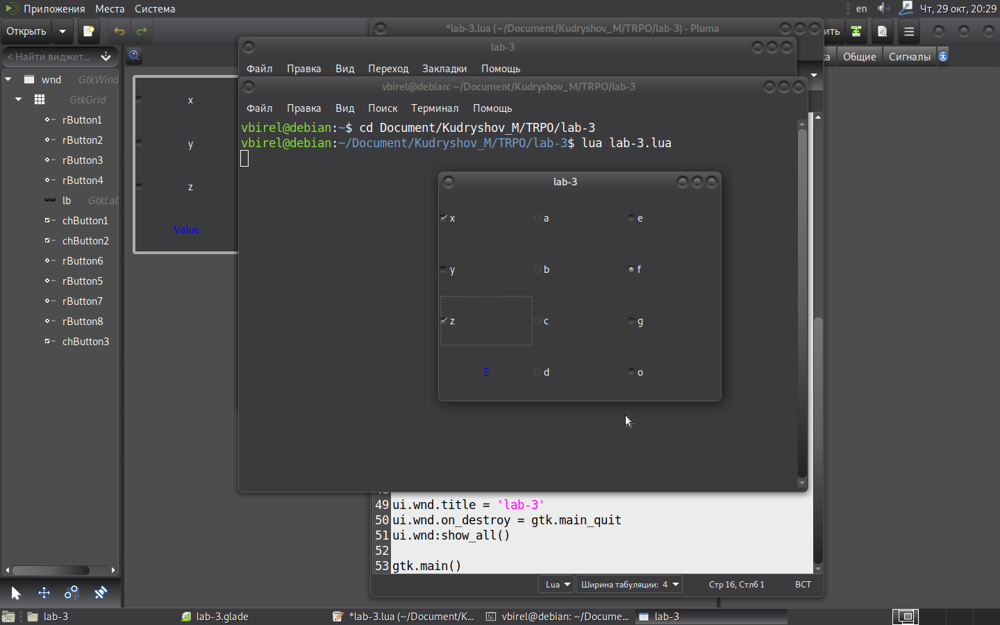 Приложения Места Система
en Чт, 29 окт, 20:29
Открыть
*lab-3.lua (~/Document/Kudryshov_M/TRPO/lab-3) - Pluma
ить
< Найти виджет...
lab-3
а Общие Сигналы
Файл Правка Вид Переход Закладки Помощь
wnd GtkWind
GtkGrid
rButton1
rButton2
rButton3
rButton4
lb GtkLab
chButton1
chButton2
rButton6
rButton5
rButton7
rButton8
chButton3
x
y
z
Value
vbirel@debian: ~/Document/Kudryshov_M/TRPO/lab-3
Файл Правка Вид Поиск Терминал Помощь
vbirel@debian:~$ cd Document/Kudryshov_M/TRPO/lab-3
vbirel@debian:~/Document/Kudryshov_M/TRPO/lab-3$ lua lab-3.lua
lab-3
x a e
y b f
z c g
5 d o
49 ui.wnd.title = 'lab-3'
50 ui.wnd.on_destroy = gtk.main_quit
51 ui.wnd:show_all()
52
53 gtk.main()
Lua Ширина табуляции: 4 Стр 16, Стлб 1 ВСТ
lab-3 lab-3.glade *lab-3.lua (~/Document/K... vbirel@debian: ~/Docume... lab-3